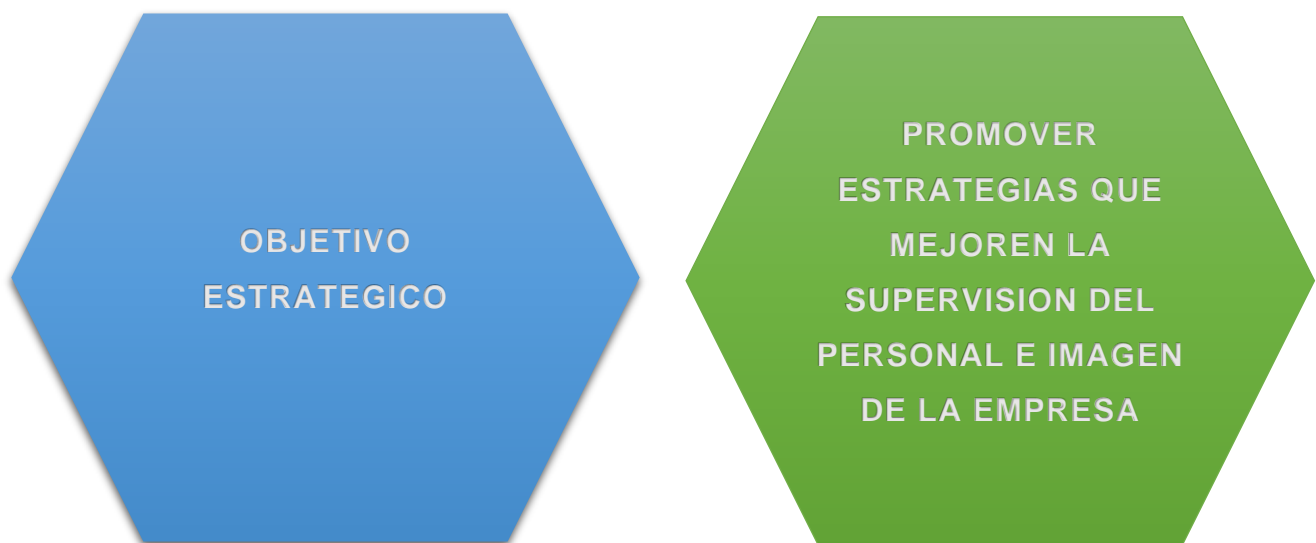 OBJETIVO
ESTRATEGICO
PROMOVER
ESTRATEGIAS QUE
MEJOREN LA
SUPERVISION DEL
PERSONAL E IMAGEN
DE LA EMPRESA